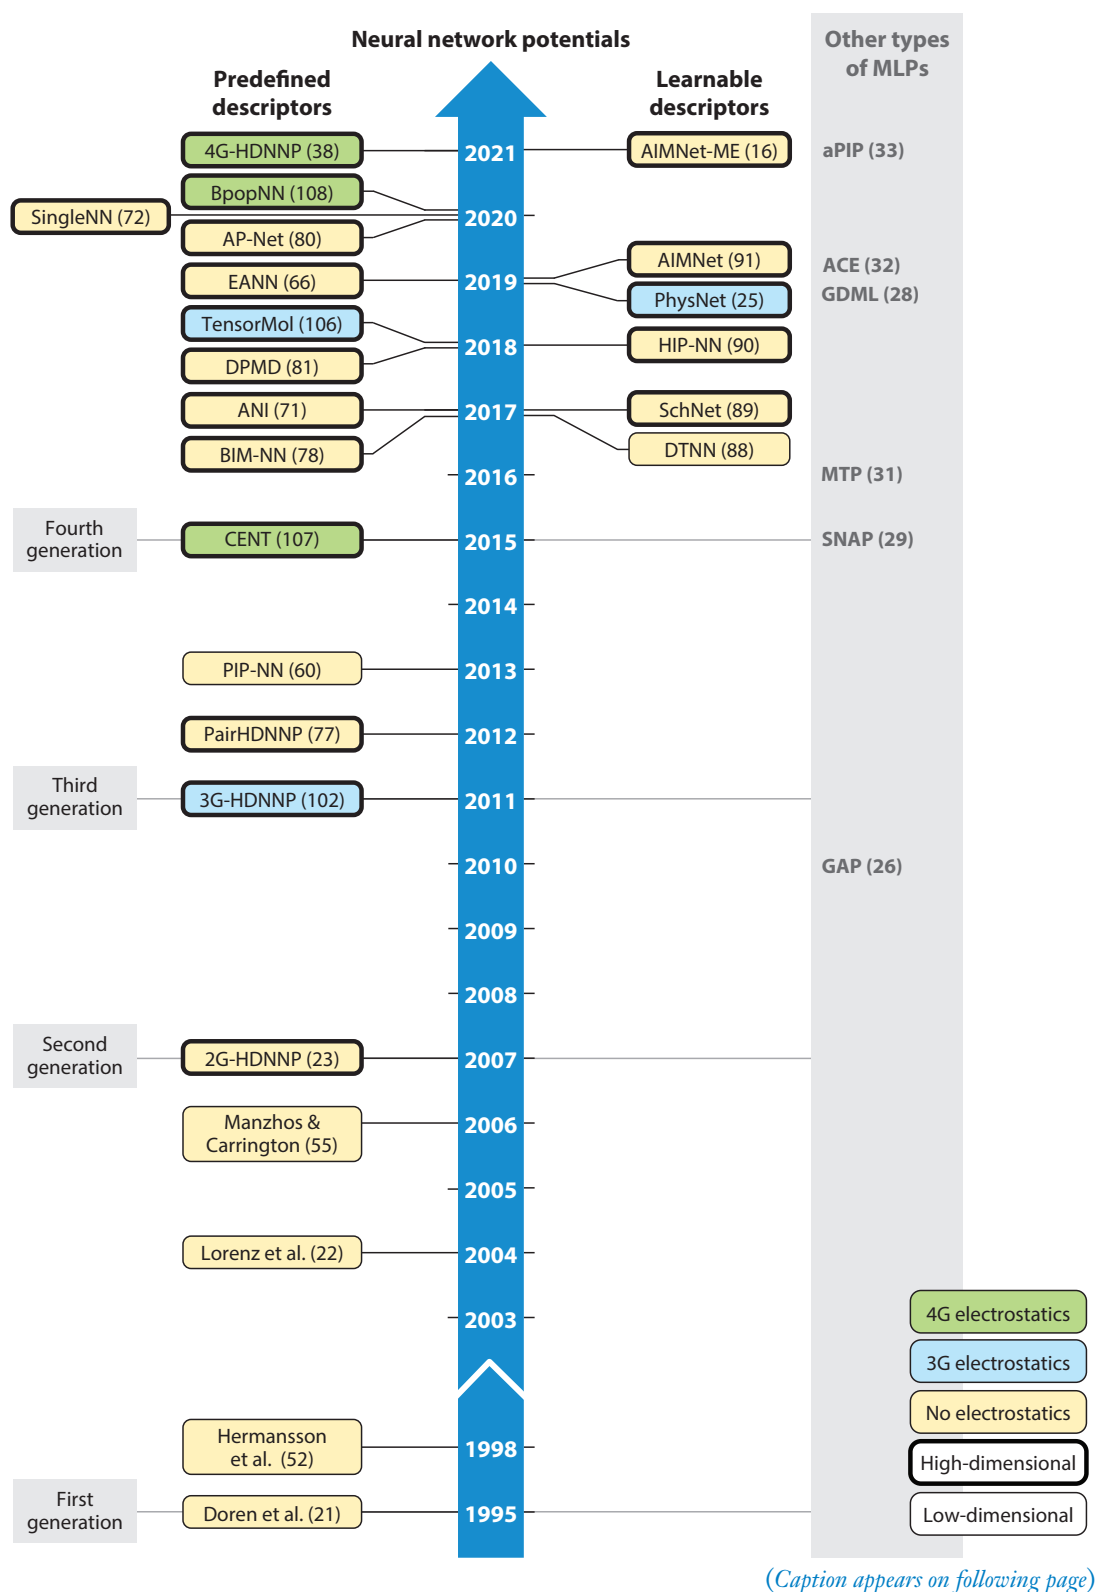 Neural network potentials
Other types
of MLPs
Predefined
descriptors
Learnable
descriptors
4G-HDNNP (38)
2021
AIMNet-ME (16)
aPIP (33)
BpopNN (108)
SingleNN (72)
2020
AP-Net (80)
AIMNet (91)
ACE (32)
EANN (66)
2019
PhysNet (25)
GDML (28)
TensorMol (106)
2018
HIP-NN (90)
DPMD (81)
ANI (71)
2017
SchNet (89)
BIM-NN (78)
DTNN (88)
2016
MTP (31)
Fourth
generation
CENT (107)
2015
SNAP (29)
2014
PIP-NN (60)
2013
PairHDNNP (77)
2012
Third
generation
3G-HDNNP (102)
2011
2010
GAP (26)
2009
2008
Second
generation
2G-HDNNP (23)
2007
Manzhos &
Carrington (55)
2006
2005
Lorenz et al. (22)
2004
2003
4G electrostatics
3G electrostatics
No electrostatics
High-dimensional
Low-dimensional
Hermansson
et al. (52)
1998
First
generation
Doren et al. (21)
1995
(Caption appears on following page)